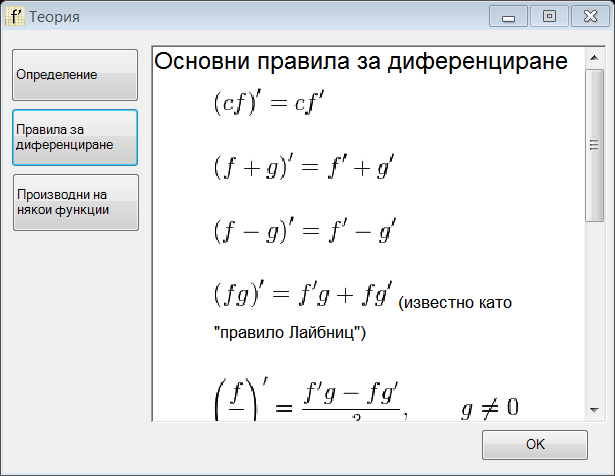 f' Теория
Определение
Правила за
диференциране
Производни на
някои функции
Основни правила за диференциране
(cf)′ = cf′
(f + g)′ = f′ + g′
(f − g)′ = f′ − g′
(fg)′ = f′g + fg′ (известно като
"правило Лайбниц")
(f/)′ = (f′g − fg′)/2, g ≠ 0
OK